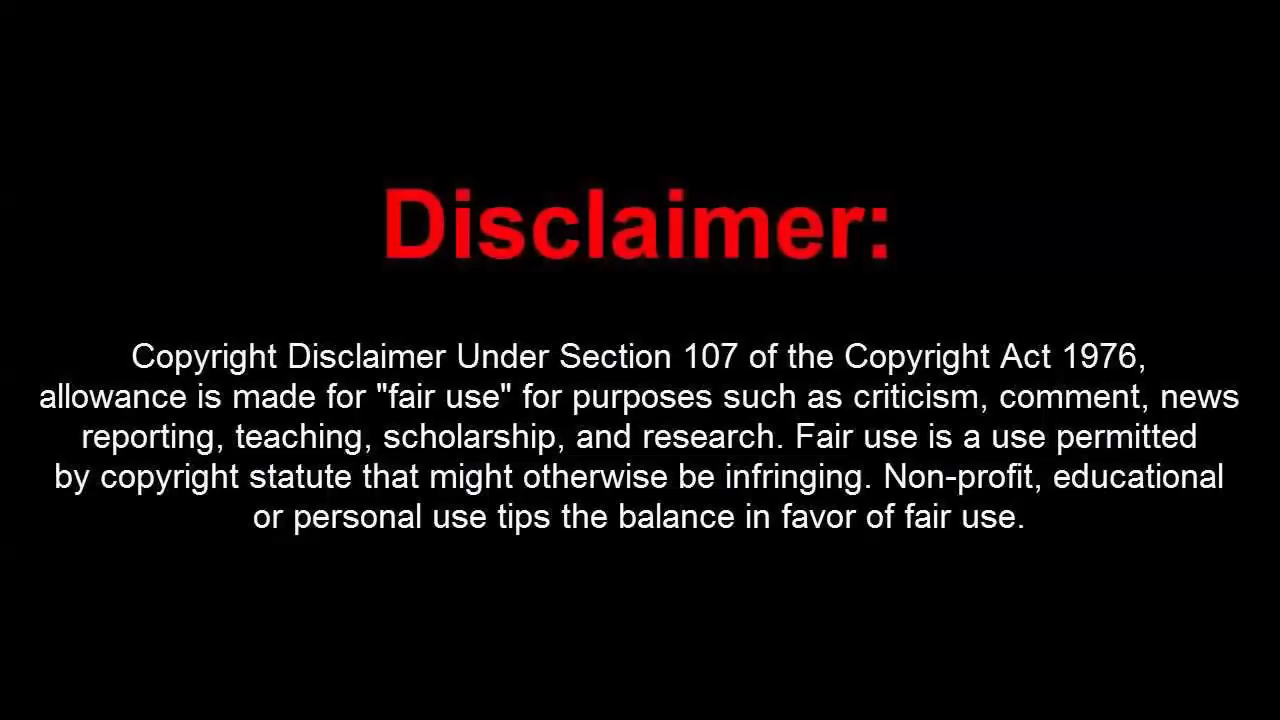 Disclaimer:
Copyright Disclaimer Under Section 107 of the Copyright Act 1976,
allowance is made for "fair use" for purposes such as criticism, comment, news
reporting, teaching, scholarship, and research. Fair use is a use permitted
by copyright statute that might otherwise be infringing. Non-profit, educational
or personal use tips the balance in favor of fair use.